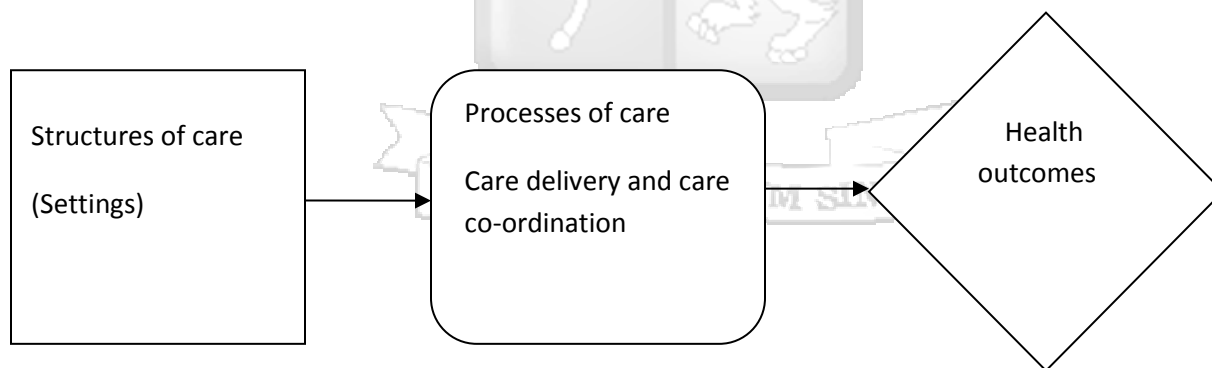 Structures of care
(Settings)
Processes of care
Care delivery and care
co-ordination
Health
outcomes